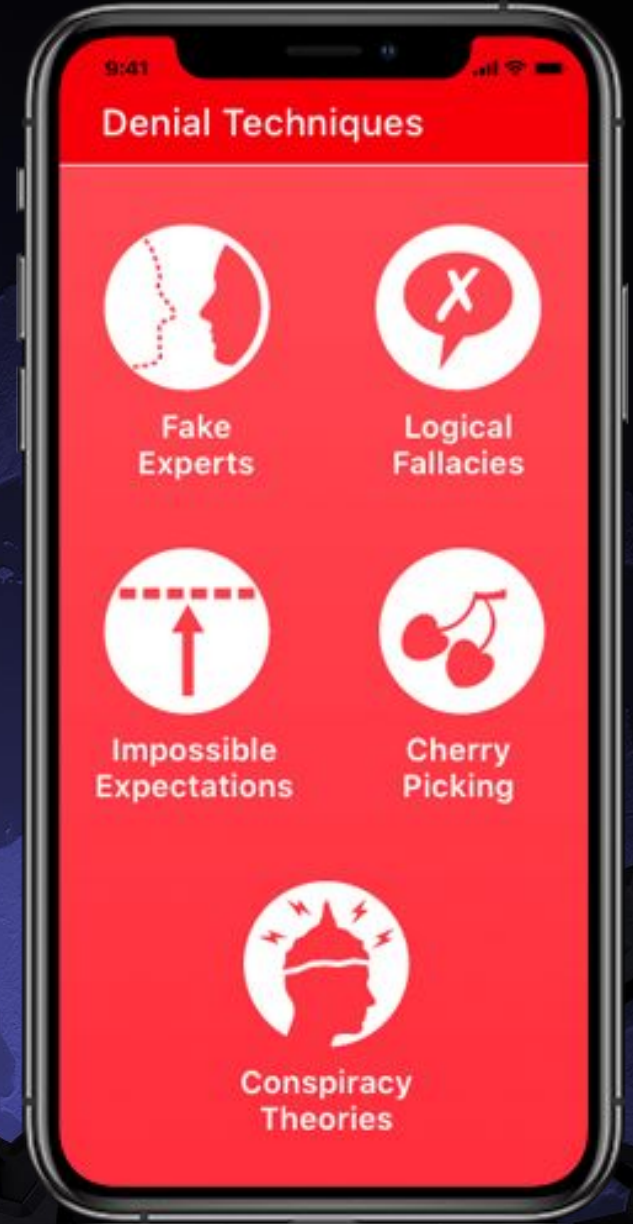 9:41
Denial Techniques
Fake
Experts
Logical
Fallacies
Impossible
Expectations
Cherry
Picking
Conspiracy
Theories